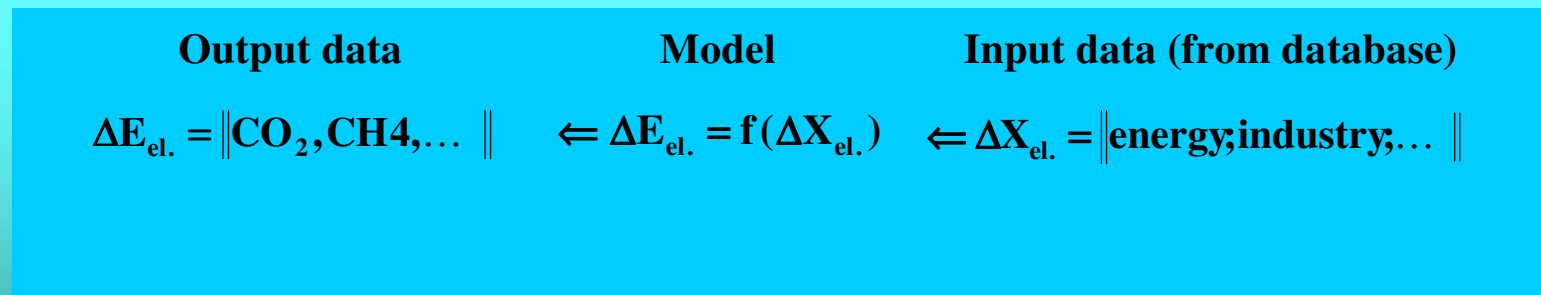 Output data Model Input data (from database)
ΔE_el. = ‖CO₂,CH4,… ‖ ⇐ ΔE_el. = f(ΔX_el.) ⇐ ΔX_el. = ‖energy;industry;… ‖